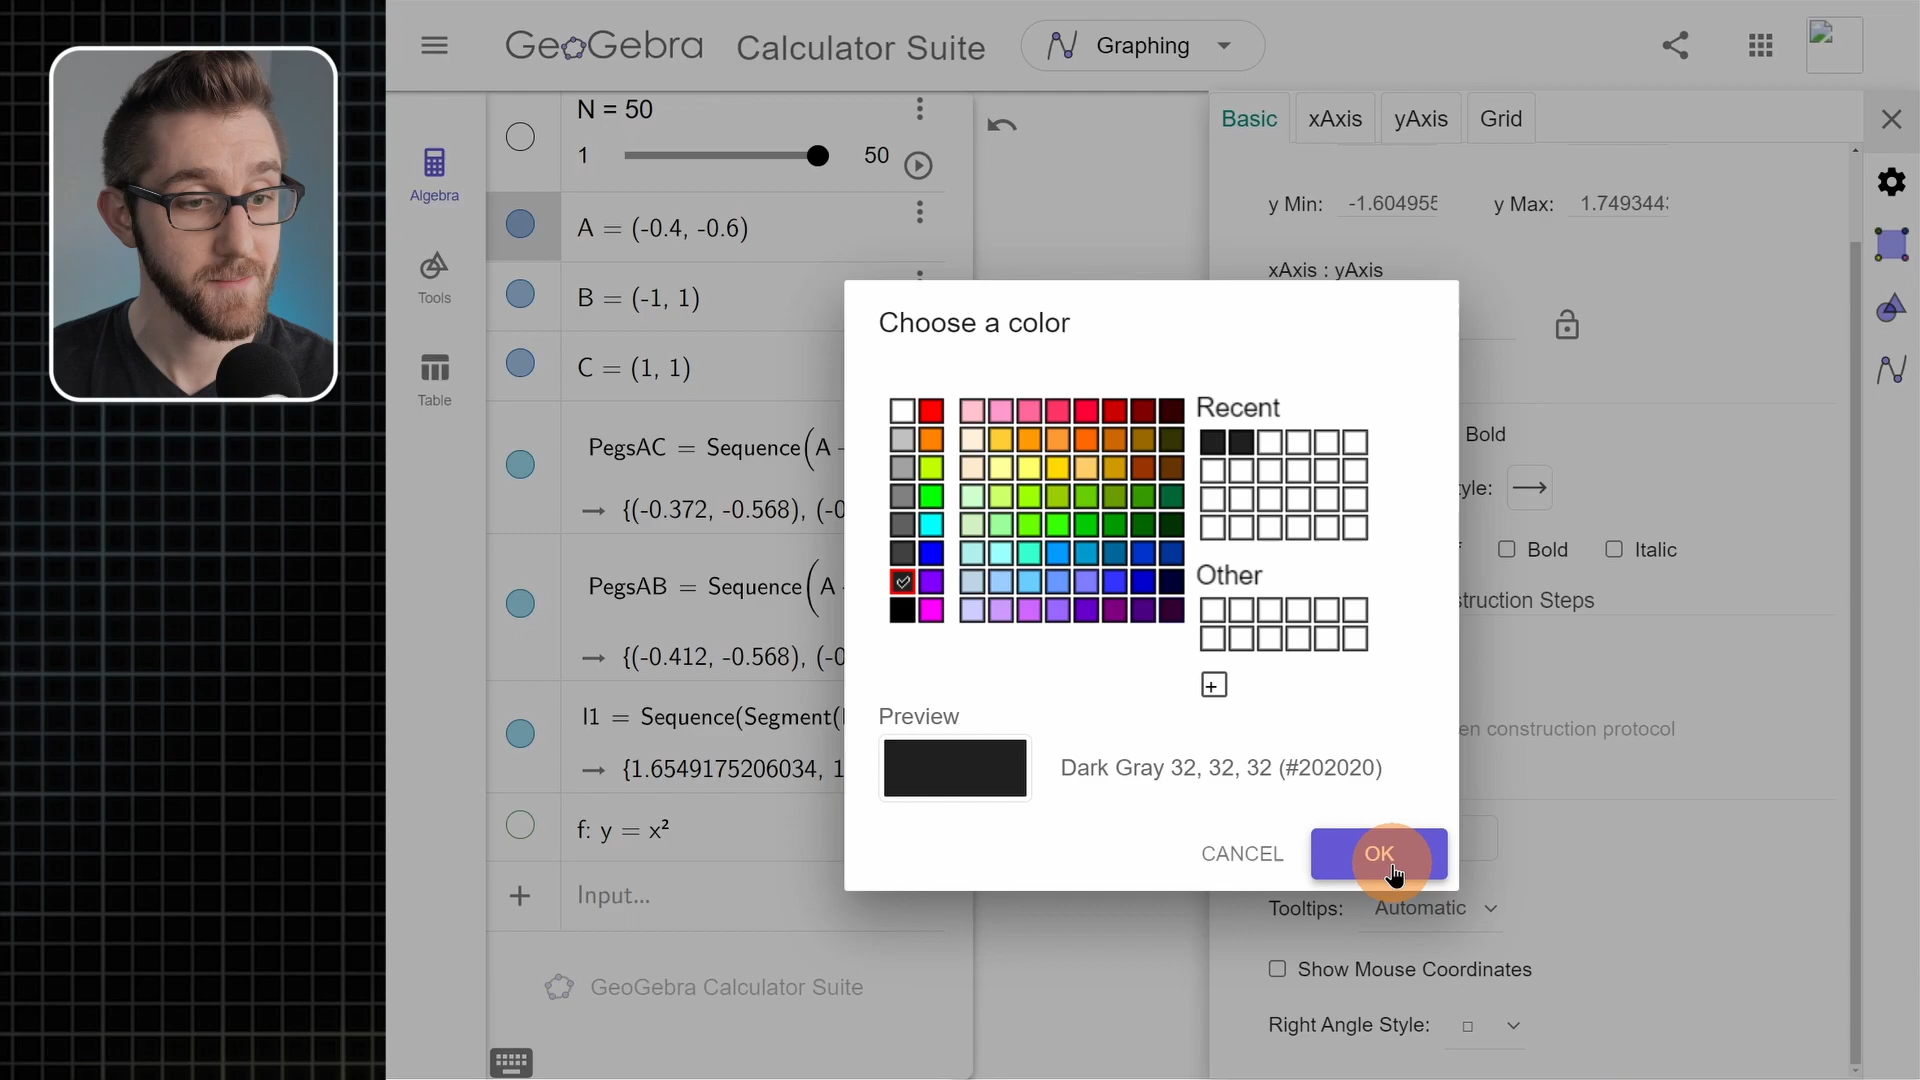 GeoGebra Calculator Suite Graphing
Algebra
Tools
Table
N = 50
1 50
A = (-0.4, -0.6)
B = (-1, 1)
C = (1, 1)
PegsAC = Sequence(A -
→ {(-0.372, -0.568), (-0
PegsAB = Sequence(A -
→ {(-0.412, -0.568), (-0
l1 = Sequence(Segment(
→ {1.6549175206034, 1
f: y = x²
+ Input...
GeoGebra Calculator Suite
Basic xAxis yAxis Grid
y Min: -1.604955 y Max: 1.7493443
xAxis : yAxis
Bold
tyle:
Bold Italic
struction Steps
en construction protocol
Tooltips: Automatic
Show Mouse Coordinates
Right Angle Style:
Choose a color
Recent
Other
+
Preview
Dark Gray 32, 32, 32 (#202020)
CANCEL OK